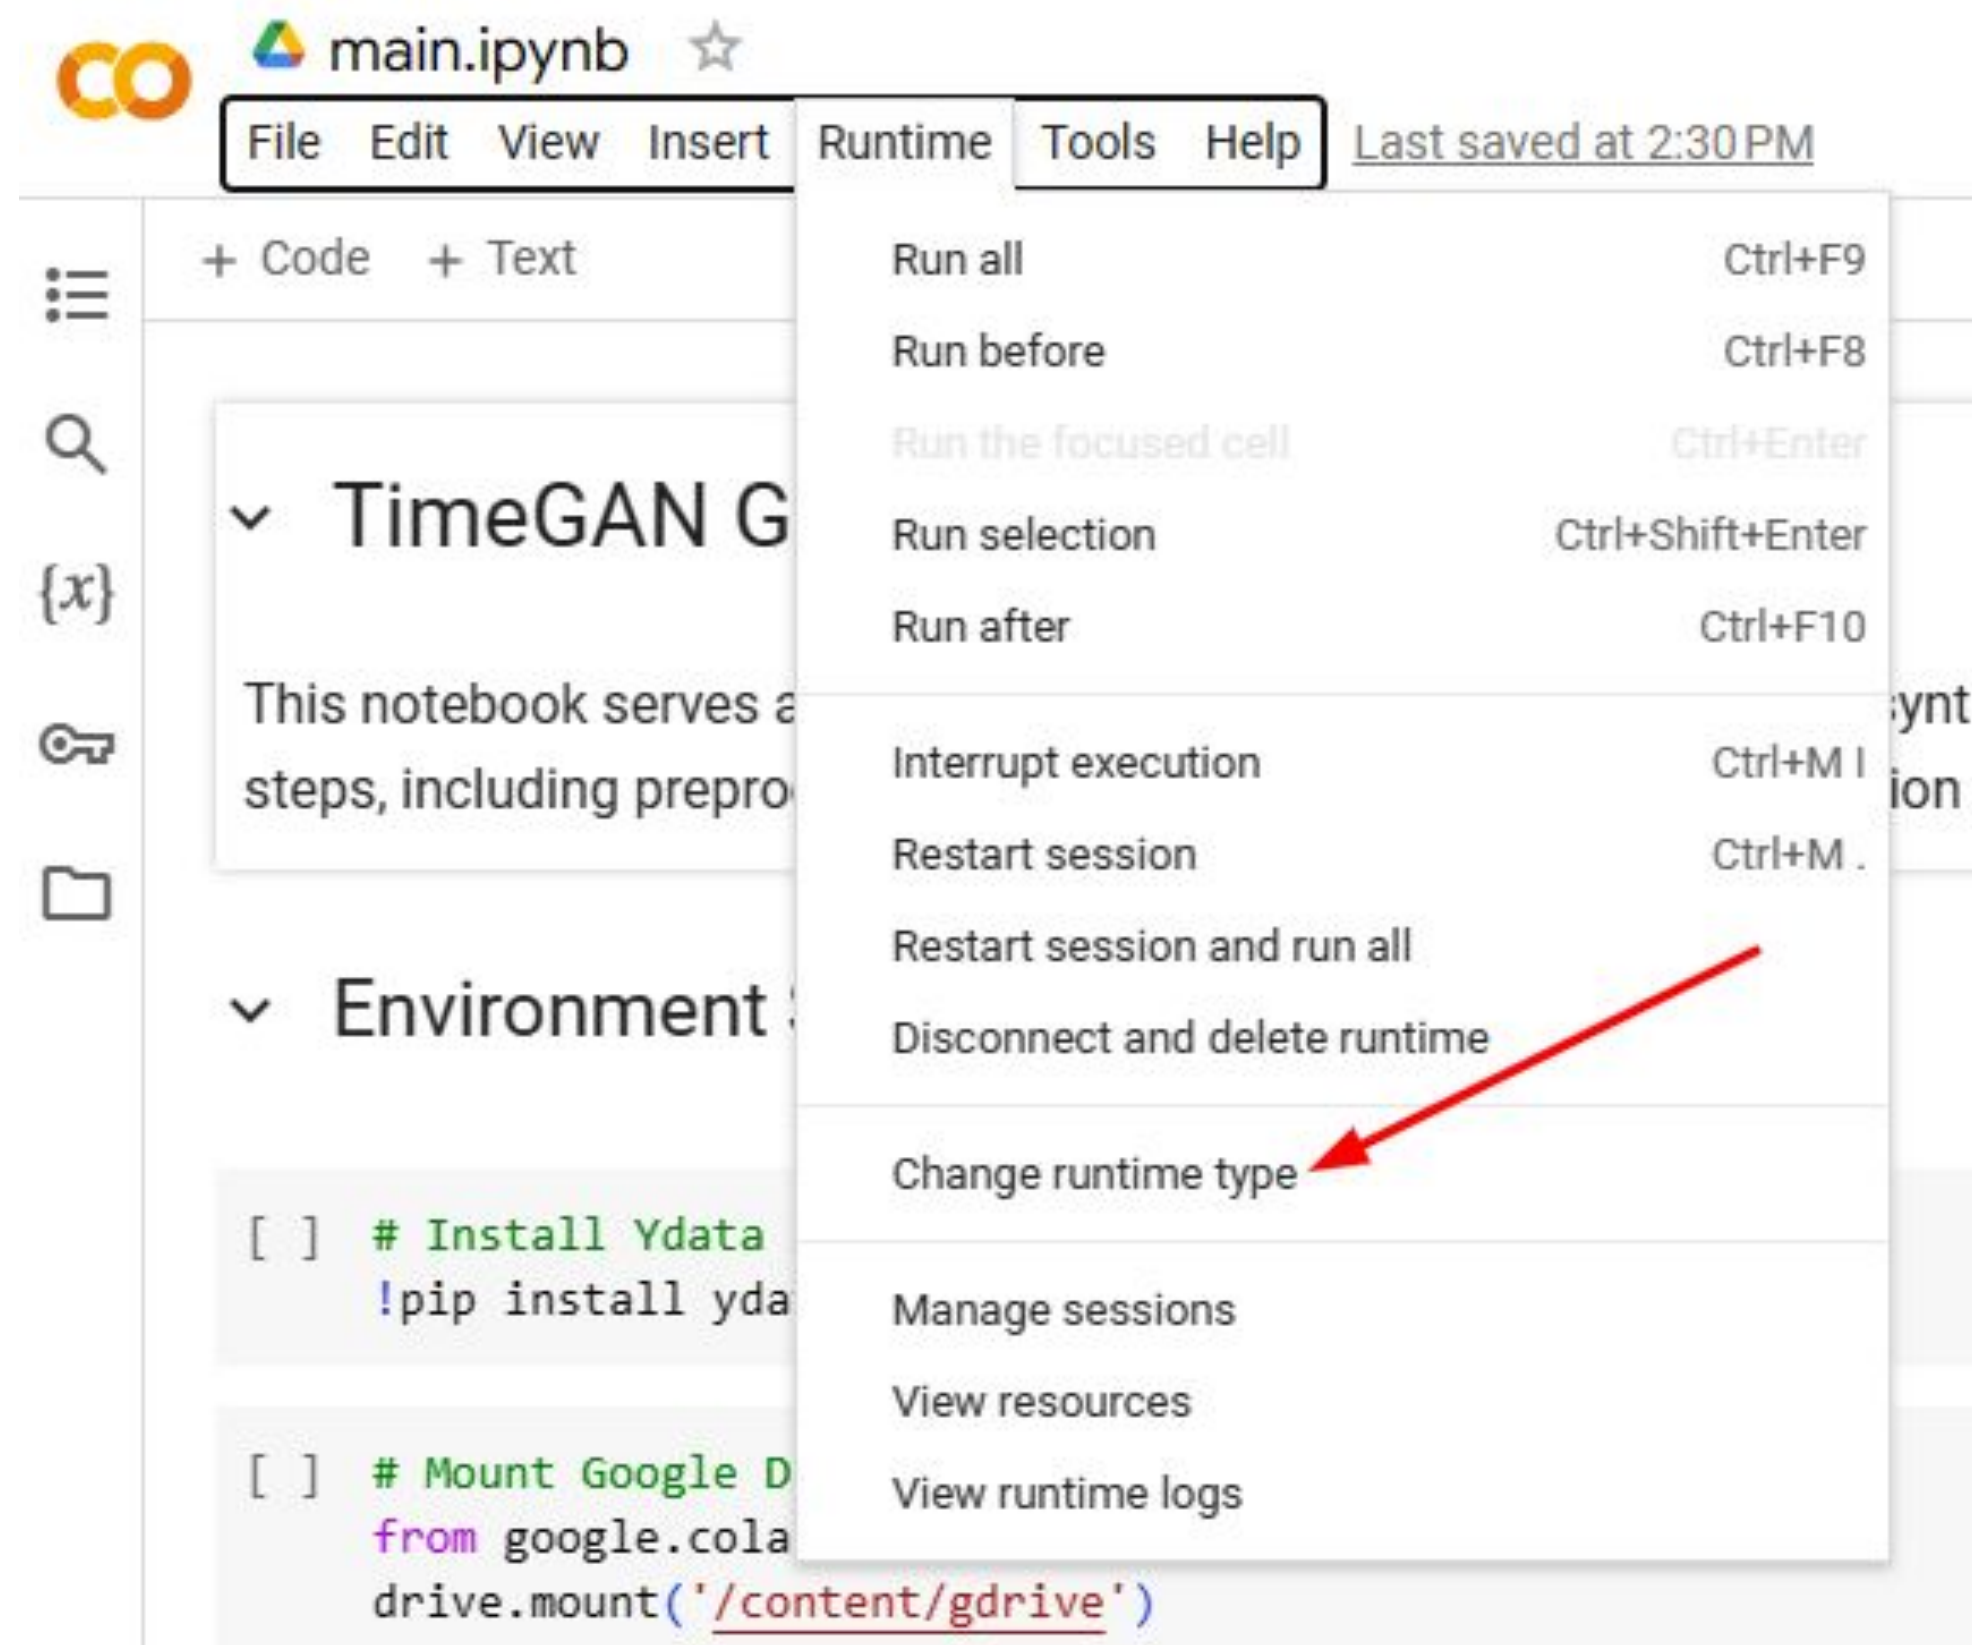 main.ipynb
File Edit View Insert Runtime Tools Help Last saved at 2:30 PM
+ Code + Text
Run all Ctrl+F9
Run before Ctrl+F8
Run the focused cell Ctrl+Enter
Run selection Ctrl+Shift+Enter
Run after Ctrl+F10
Interrupt execution Ctrl+M I
Restart session Ctrl+M .
Restart session and run all
Disconnect and delete runtime
Change runtime type
Manage sessions
View resources
View runtime logs
{x}
TimeGAN G
This notebook serves a synt
steps, including prepro ion
Environment
[ ] # Install Ydata
!pip install yda
[ ] # Mount Google D
from google.cola
drive.mount('/content/gdrive')